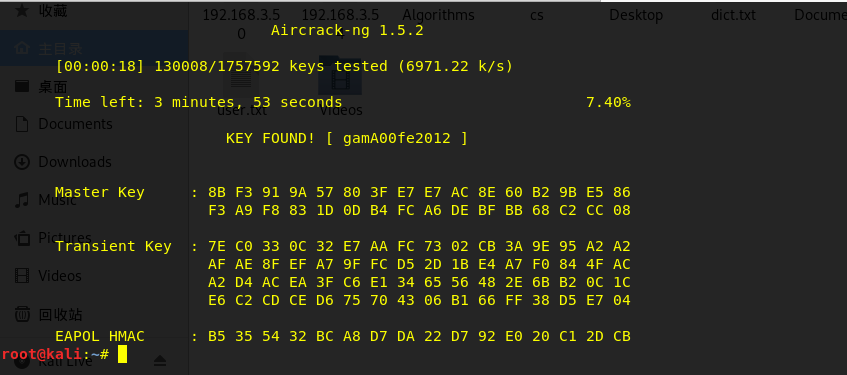 收藏
主目录
桌面
Documents
Downloads
Music
Pictures
Videos
回收站
Kali Live
192.168.3.5
0
192.168.3.5
0
Algorithms
cs
Desktop
dict.txt
Docume
user.txt
Videos
Aircrack-ng 1.5.2
[00:00:18] 130008/1757592 keys tested (6971.22 k/s)
Time left: 3 minutes, 53 seconds 7.40%
KEY FOUND! [ gamA00fe2012 ]
Master Key : 8B F3 91 9A 57 80 3F E7 E7 AC 8E 60 B2 9B E5 86
F3 A9 F8 83 1D 0D B4 FC A6 DE BF BB 68 C2 CC 08
Transient Key : 7E C0 33 0C 32 E7 AA FC 73 02 CB 3A 9E 95 A2 A2
AF AE 8F EF A7 9F FC D5 2D 1B E4 A7 F0 84 4F AC
A2 D4 AC EA 3F C6 E1 34 65 56 48 2E 6B B2 0C 1C
E6 C2 CD CE D6 75 70 43 06 B1 66 FF 38 D5 E7 04
EAPOL HMAC : B5 35 54 32 BC A8 D7 DA 22 D7 92 E0 20 C1 2D CB
root@kali:~#